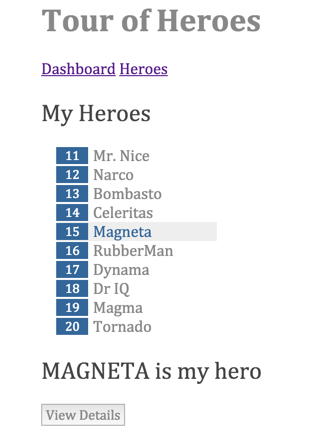 Tour of Heroes
Dashboard Heroes
My Heroes
11 Mr. Nice
12 Narco
13 Bombasto
14 Celeritas
15 Magneta
16 RubberMan
17 Dynama
18 Dr IQ
19 Magma
20 Tornado
MAGNETA is my hero
View Details